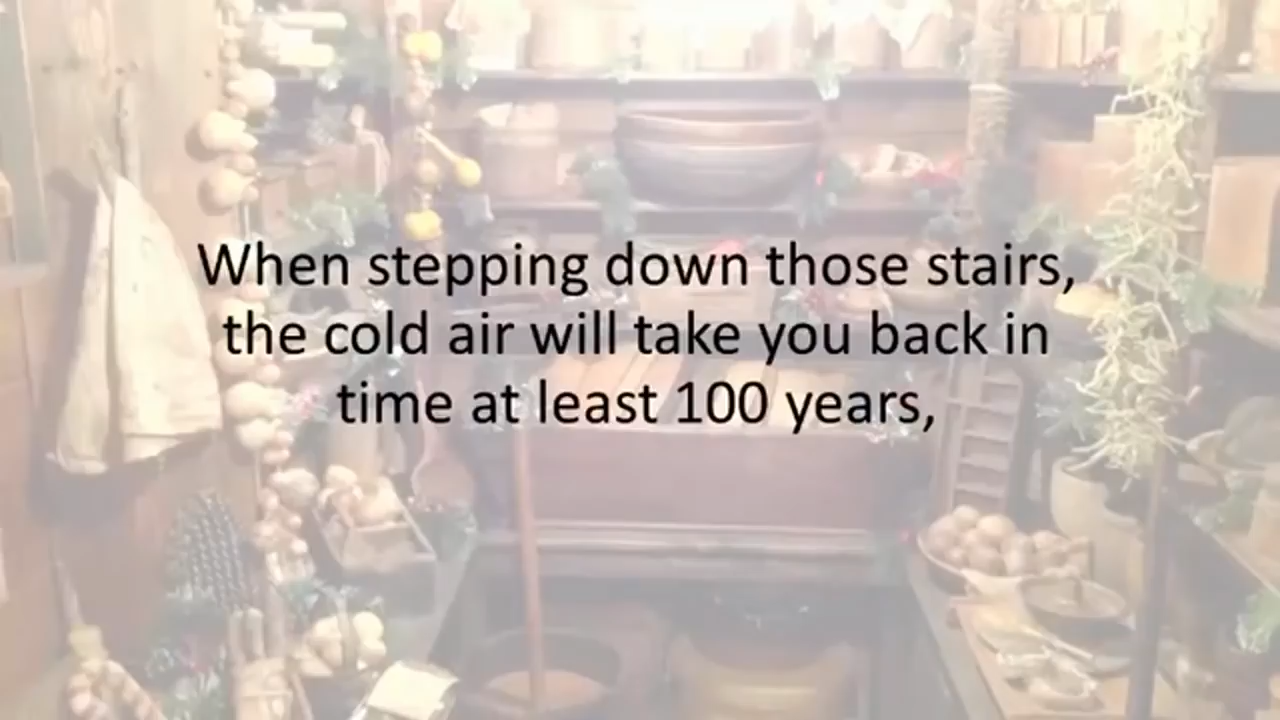 When stepping down those stairs,
the cold air will take you back in
time at least 100 years,